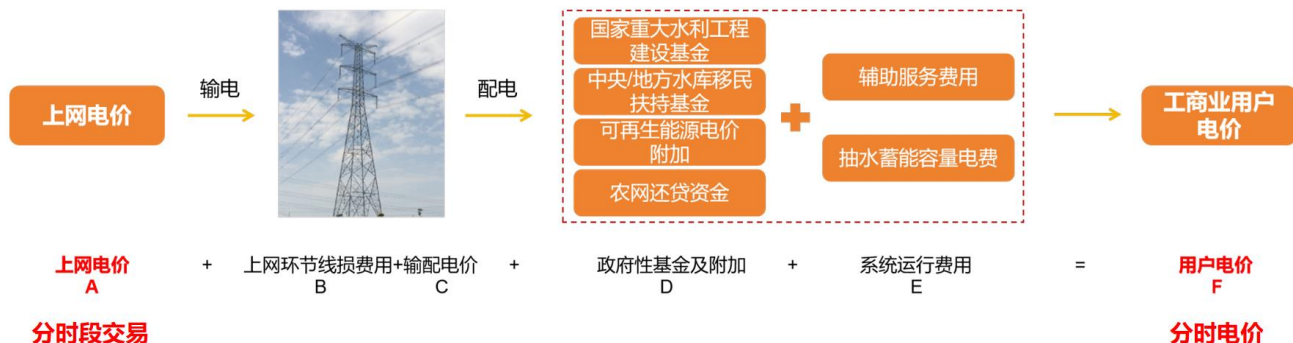 上网电价
输电
配电
国家重大水利工程
建设基金
中央/地方水库移民
扶持基金
可再生能源电价
附加
农网还贷资金
辅助服务费用
抽水蓄能容量电费
工商业用户
电价
上网电价 + 上网环节线损费用+输配电价 + 政府性基金及附加 + 系统运行费用 = 用户电价
A B C D E F
分时段交易 分时电价